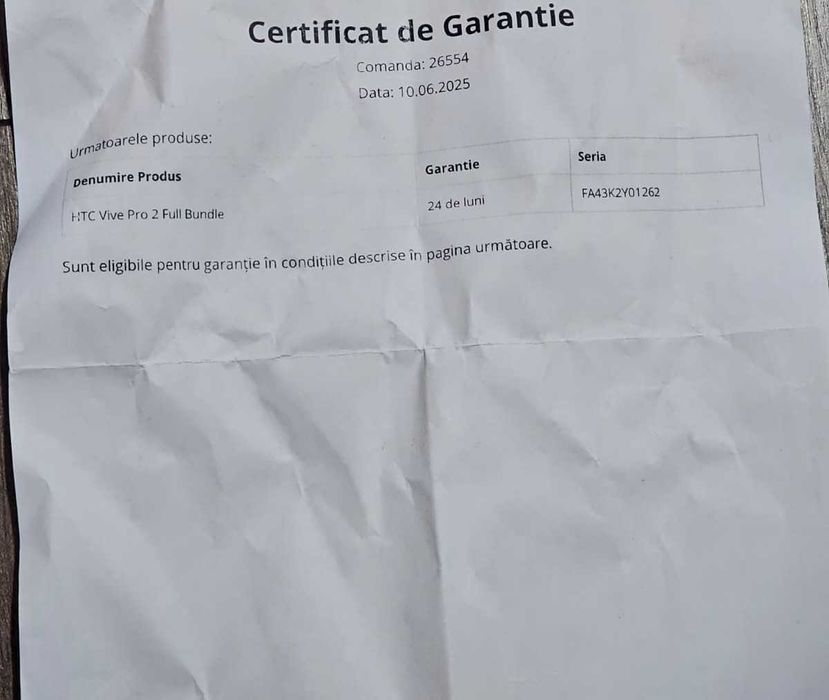 Certificat de Garantie
Comanda: 26554
Data: 10.06.2025
Urmatoarele produse:
Denumire Produs Garantie Seria
HTC Vive Pro 2 Full Bundle 24 de luni FA43K2Y01262
Sunt eligibile pentru garanție în condițiile descrise în pagina următoare.